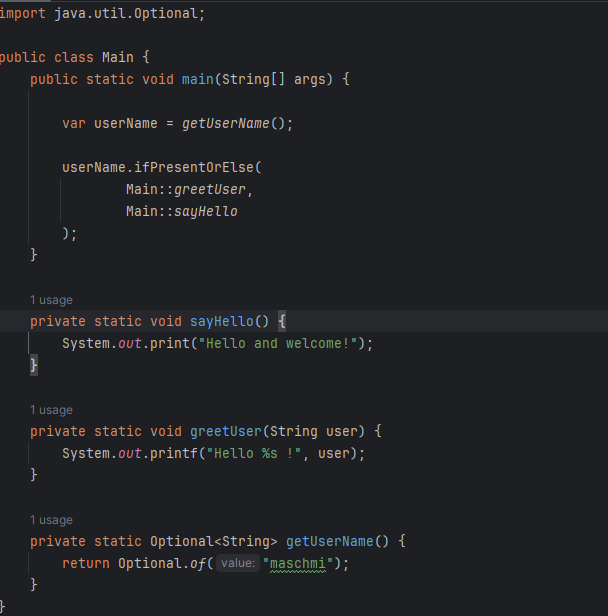 import java.util.Optional;
public class Main {
public static void main(String[] args) {
var userName = getUserName();
userName.ifPresentOrElse(
Main::greetUser,
Main::sayHello
);
}
1 usage
private static void sayHello() {
System.out.print("Hello and welcome!");
}
1 usage
private static void greetUser(String user) {
System.out.printf("Hello %s !", user);
}
1 usage
private static Optional<String> getUserName() {
return Optional.of( value: "maschmi");
}
}